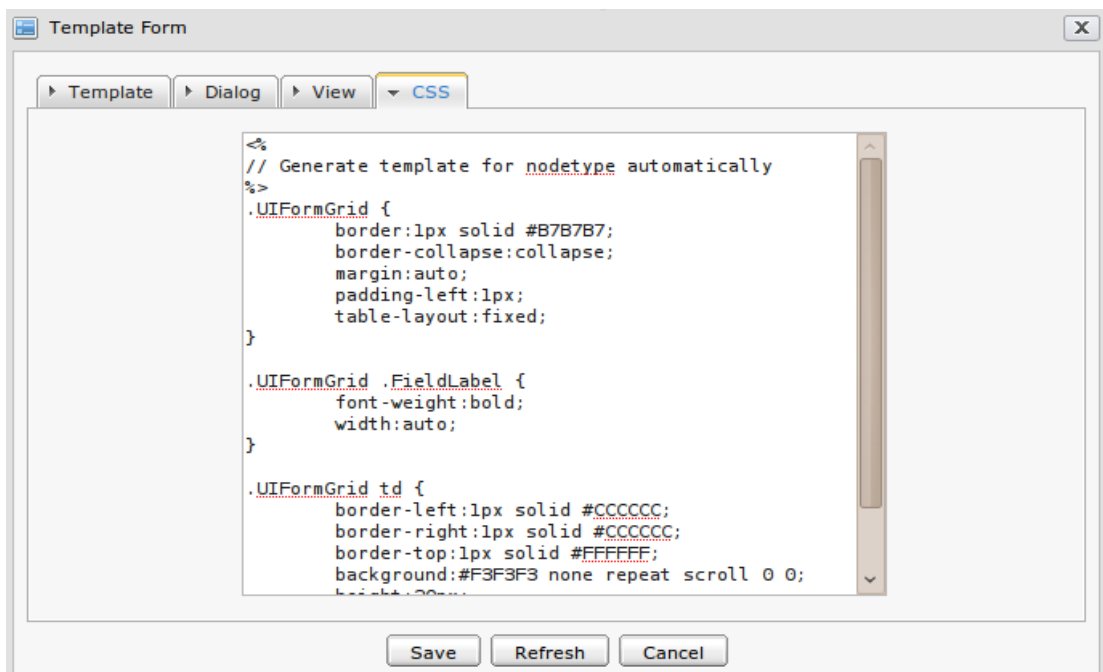 Template Form
Template Dialog View CSS
<%
// Generate template for nodetype automatically
%>
.UIFormGrid {
border:1px solid #B7B7B7;
border-collapse:collapse;
margin:auto;
padding-left:1px;
table-layout:fixed;
}
.UIFormGrid .FieldLabel {
font-weight:bold;
width:auto;
}
.UIFormGrid td {
border-left:1px solid #CCCCCC;
border-right:1px solid #CCCCCC;
border-top:1px solid #FFFFFF;
background:#F3F3F3 none repeat scroll 0 0;
Save Refresh Cancel